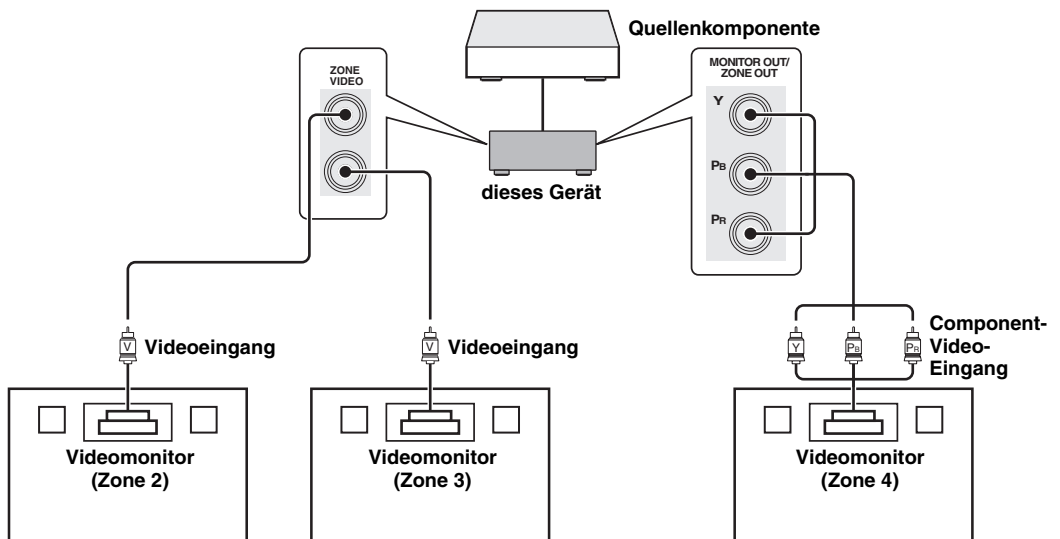 Quellenkomponente
ZONE
VIDEO
MONITOR OUT/
ZONE OUT
Y
PB
PR
dieses Gerät
V
Videoeingang
V
Videoeingang
Y
PB
PR
Component-
Video-
Eingang
Videomonitor
(Zone 2)
Videomonitor
(Zone 3)
Videomonitor
(Zone 4)